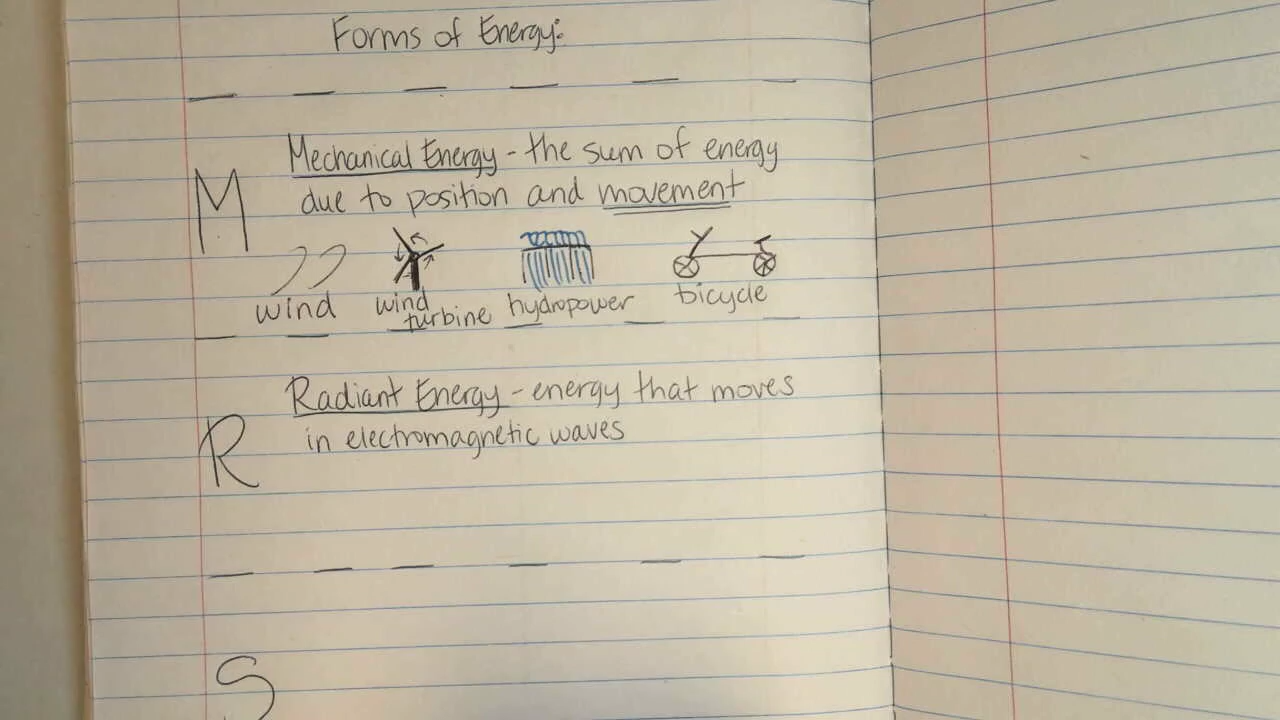 Forms of Energy:
Mechanical Energy - the sum of energy
M
due to position and movement
wind
wind
turbine
hydropower
bicycle
Radiant Energy - energy that moves
R
in electromagnetic waves
S